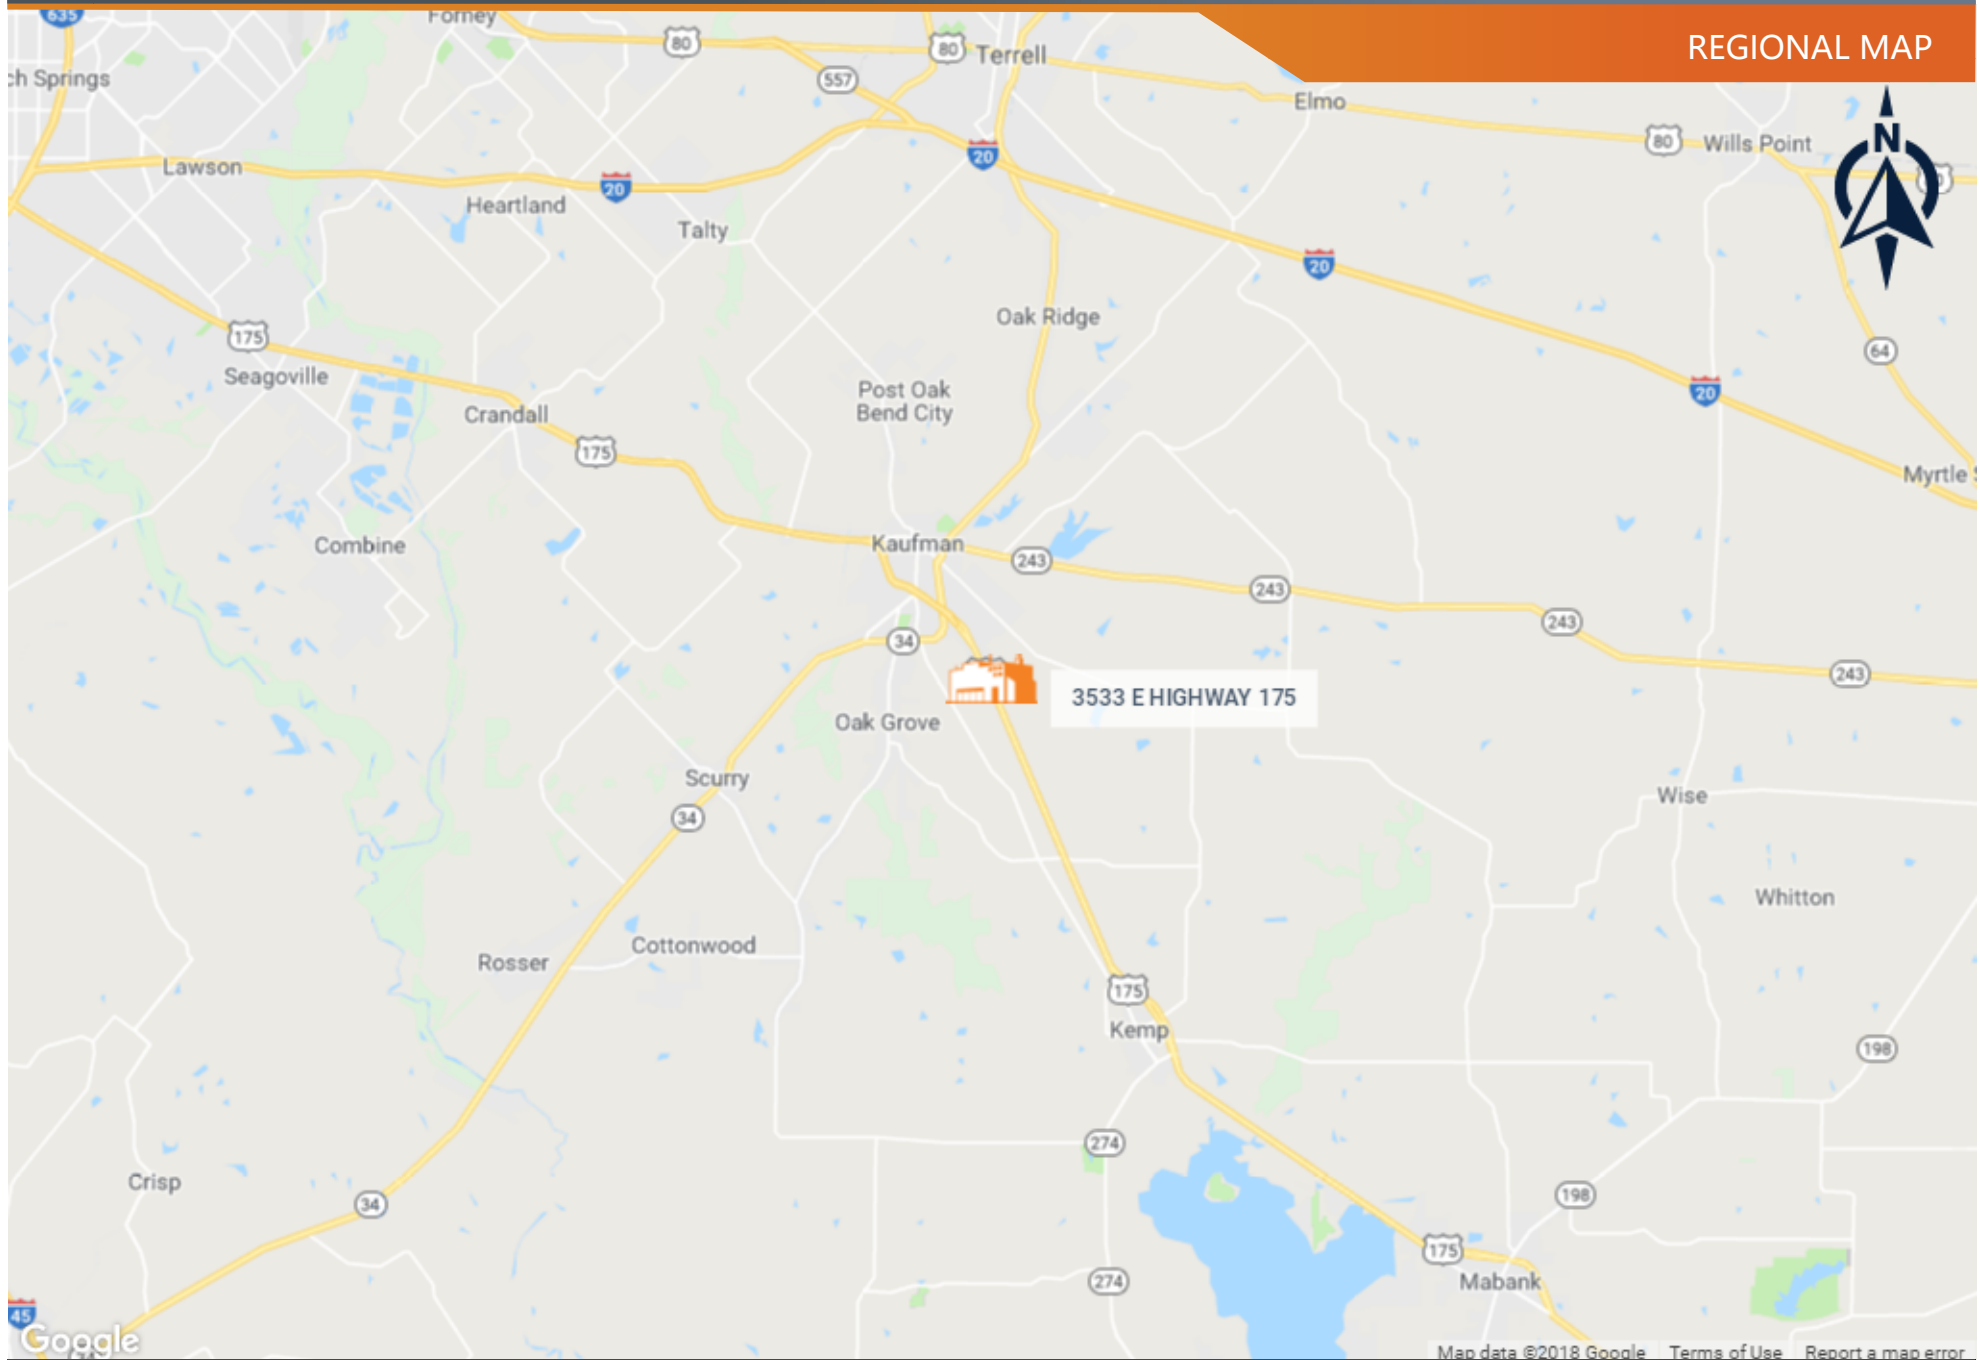 REGIONAL MAP
635
Forney
80
80
Terrell
557
ch Springs
Elmo
N
80
Wills Point
20
Lawson
20
Heartland
Talty
20
Oak Ridge
175
64
Seagoville
Post Oak
Bend City
20
Crandall
175
Myrtle
Kaufman
Combine
243
243
243
34
243
3533 E HIGHWAY 175
Oak Grove
Scurry
34
Wise
Whitton
Cottonwood
Rosser
175
Kemp
198
274
Crisp
34
198
175
274
Mabank
45
Google
Map data ©2018 Google Terms of Use Report a map error